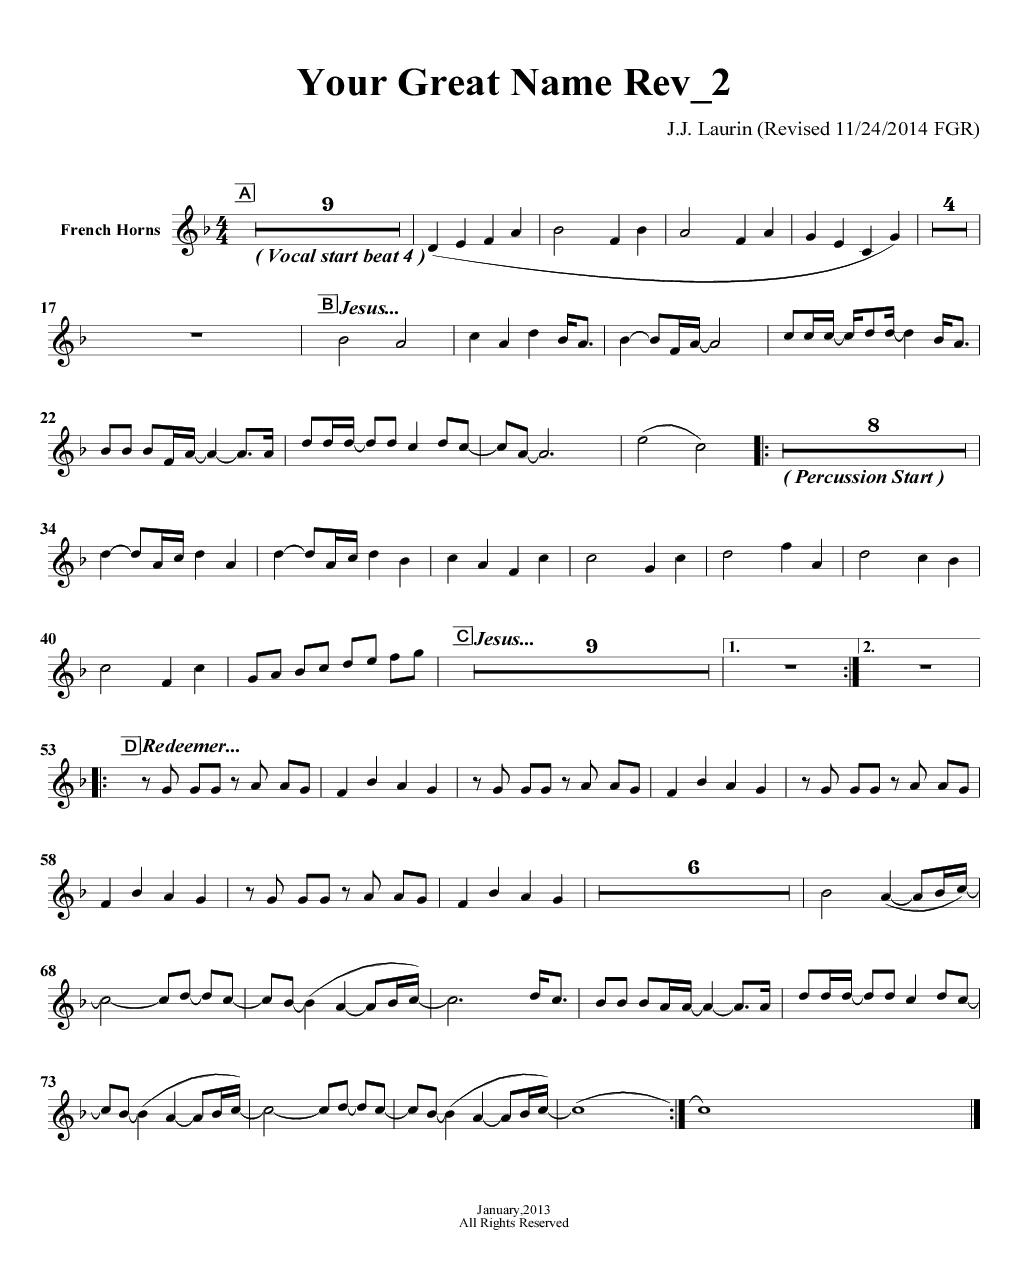 Your Great Name Rev_2
J.J. Laurin (Revised 11/24/2014 FGR)
A
9
French Horns
4
4
( Vocal start beat 4 )
4
17
B Jesus...
22
8
( Percussion Start )
34
40
C Jesus...
9
1.
2.
53
D Redeemer...
58
6
68
73
January,2013
All Rights Reserved